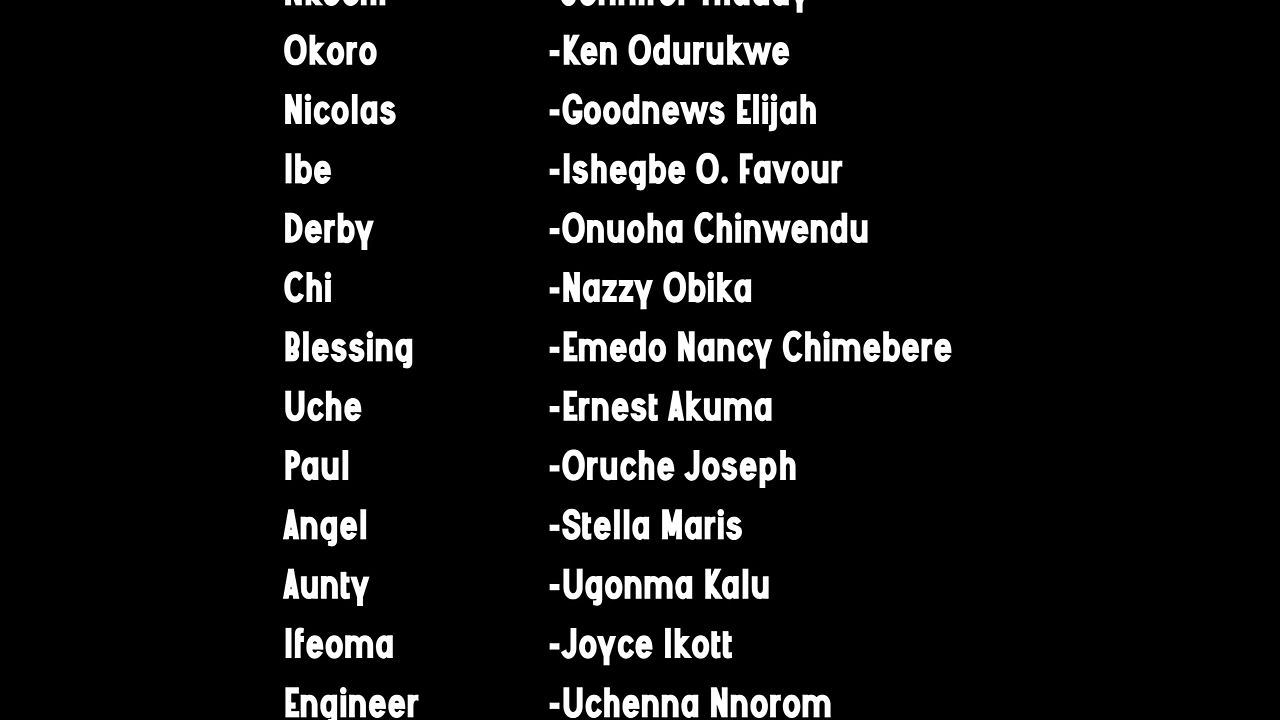 Okoro -Ken Odurukwe
Nicolas -Goodnews Elijah
Ibe -Ishegbe O. Favour
Derby -Onuoha Chinwendu
Chi -Nazzy Obika
Blessing -Emedo Nancy Chimebere
Uche -Ernest Akuma
Paul -Oruche Joseph
Angel -Stella Maris
Aunty -Ugonma Kalu
Ifeoma -Joyce Ikott
Engineer -Uchenna Nnorom